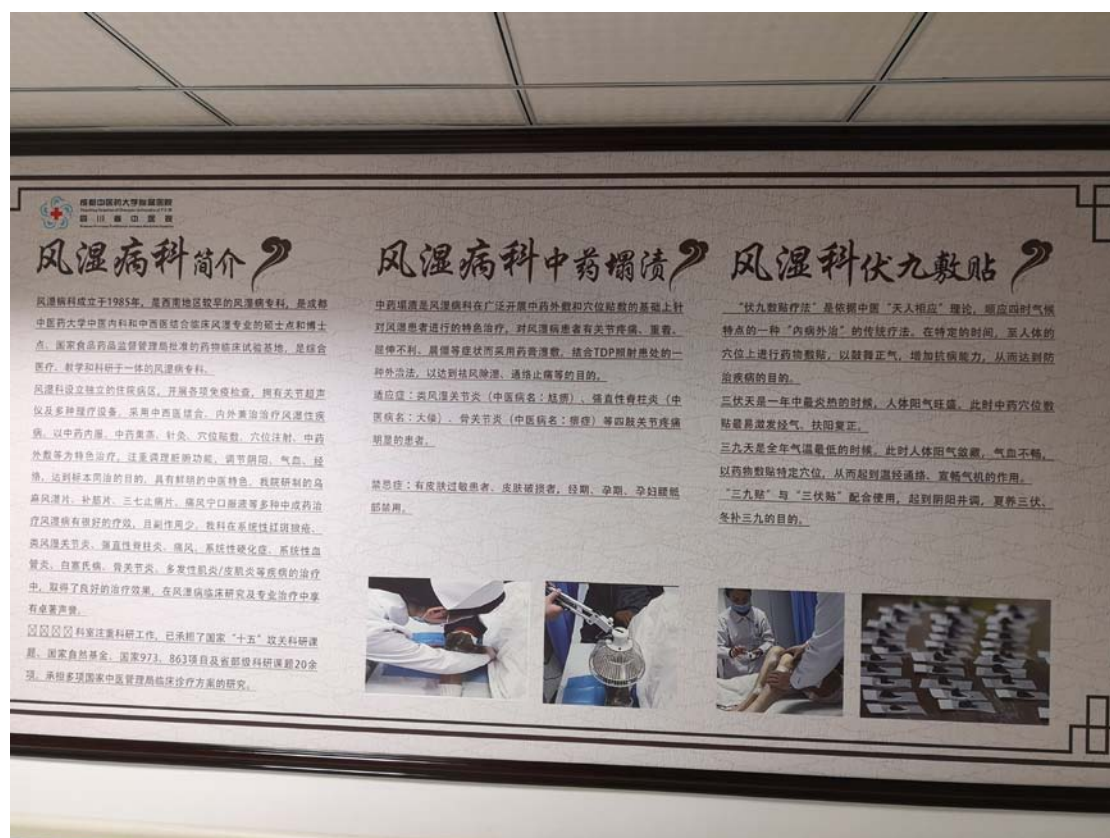 成都中医药大学附属医院
四川省中医院
风湿病科简介
风湿病科成立于1985年，是西南地区较早的风湿病专科，是成都
中医药大学中医内科和中西医结合临床风湿专业的硕士点和博士
点、国家食品药品监督管理局批准的药物临床试验基地，是综合
医疗、教学和科研于一体的风湿病专科。
风湿科设立独立的住院病区，开展各项免疫检查，拥有关节超声
仪及多种理疗设备，采用中西医结合、内外兼治治疗风湿性疾
病。以中药内服、中药熏蒸、针灸、穴位贴敷、穴位注射、中药
外敷等为特色治疗，注重调理脏腑功能，调节阴阳、气血、经
络，达到标本同治的目的，具有鲜明的中医特色。我院研制的乌
麻风湿片、补筋片、三七止痛片、痛风宁口服液等多种中成药治
疗风湿病有很好的疗效，且副作用少。我科在系统性红斑狼疮、
类风湿关节炎、强直性脊柱炎、痛风、系统性硬化症、系统性血
管炎、白塞氏病、骨关节炎、多发性肌炎/皮肌炎等疾病的治疗
中，取得了良好的治疗效果，在风湿病临床研究及专业治疗中享
有卓著声誉。
科室注重科研工作，已承担了国家“十五”攻关科研课
题、国家自然基金、国家973、863项目及省部级科研课题20余
项，承担多项国家中医管理局临床诊疗方案的研究。
风湿病科中药塌渍
中药塌渍是风湿病科在广泛开展中药外敷和穴位贴敷的基础上针
对风湿患者进行的特色治疗，对风湿病患者有关节疼痛、重着、
屈伸不利、晨僵等症状而采用药膏湿敷，结合TDP照射患处的一
种外治法，以达到祛风除湿、通络止痛等的目的。
适应症：类风湿关节炎（中医病名：尪痹）、强直性脊柱炎（中
医病名：大偻）、骨关节炎（中医病名：痹症）等四肢关节疼痛
明显的患者。
禁忌症：有皮肤过敏患者、皮肤破损者，经期、孕期、孕妇腰骶
部禁用。
风湿科伏九敷贴
“伏九敷贴疗法”是依据中医“天人相应”理论，顺应四时气候
特点的一种“内病外治”的传统疗法。在特定的时间，至人体的
穴位上进行药物敷贴，以鼓舞正气，增加抗病能力，从而达到防
治疾病的目的。
三伏天是一年中最炎热的时候，人体阳气旺盛，此时中药穴位敷
贴最易激发经气、扶阳复正。
三九天是全年气温最低的时候，此时人体阳气敛藏，气血不畅，
以药物敷贴特定穴位，从而起到温经通络、宣畅气机的作用。
“三九贴”与“三伏贴”配合使用，起到阴阳并调，夏养三伏、
冬补三九的目的。